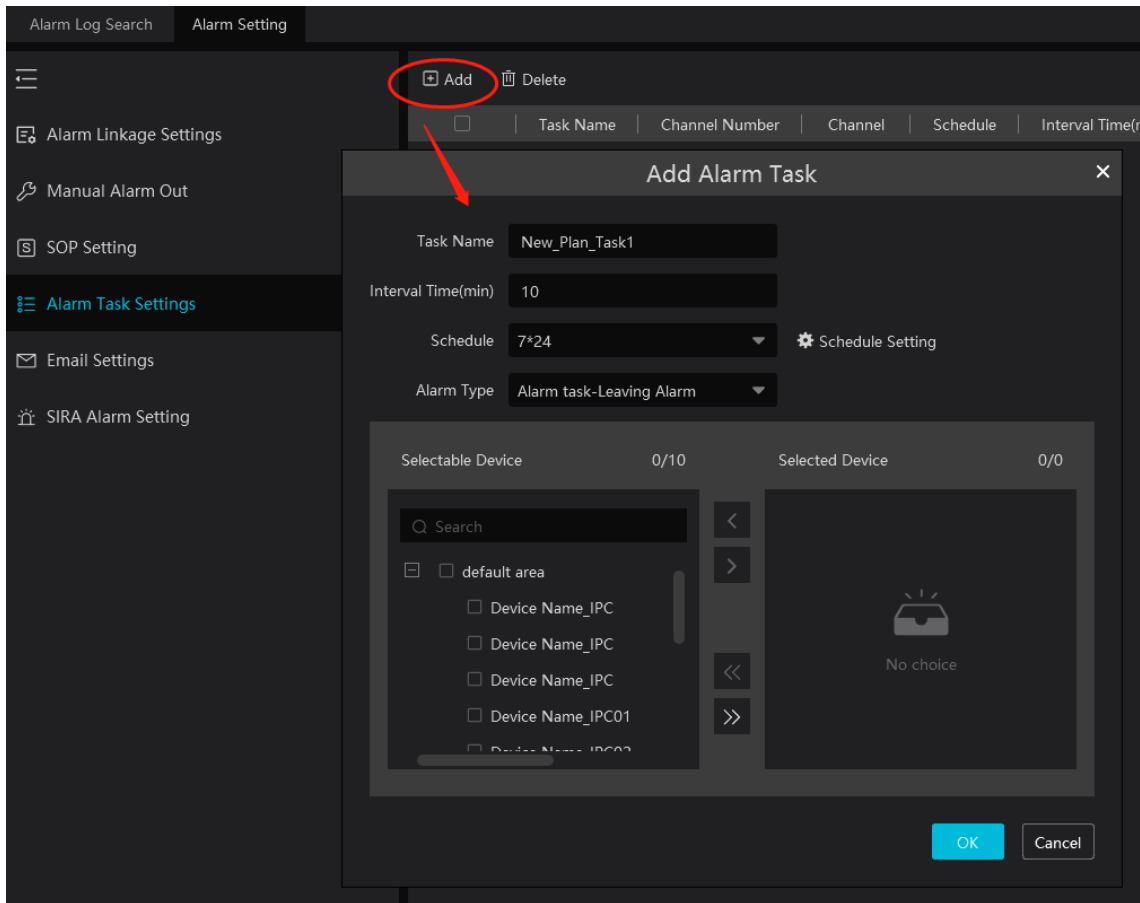 Alarm Log Search Alarm Setting
Add Delete
Alarm Linkage Settings
Manual Alarm Out
SOP Setting
Alarm Task Settings
Email Settings
SIRA Alarm Setting
Task Name Channel Number Channel Schedule Interval Time(
Add Alarm Task
Task Name New_Plan_Task1
Interval Time(min) 10
Schedule 7*24 Schedule Setting
Alarm Type Alarm task-Leaving Alarm
Selectable Device 0/10 Selected Device 0/0
Search
default area
Device Name_IPC
Device Name_IPC
Device Name_IPC
Device Name_IPC01
No choice
OK Cancel